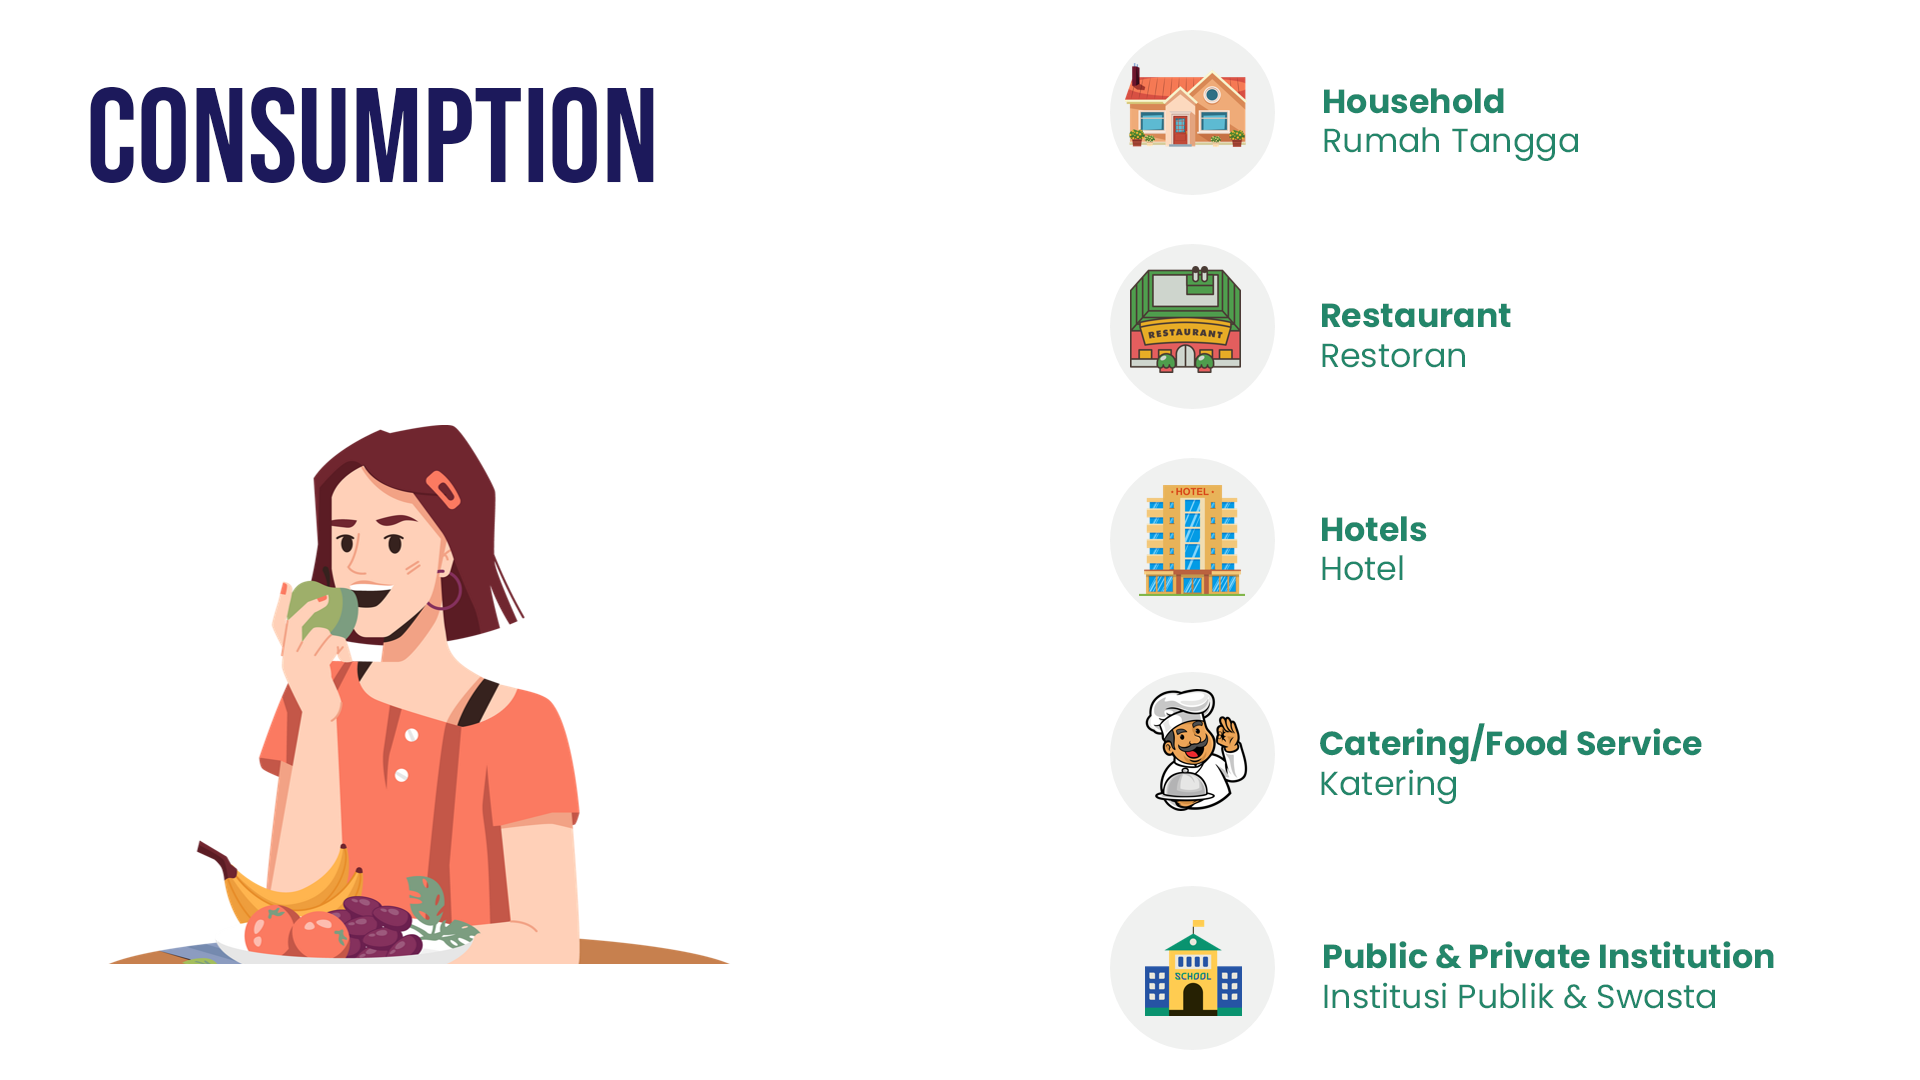 CONSUMPTION
Household
Rumah Tangga
RESTAURANT
Restaurant
Restoran
HOTEL
Hotels
Hotel
Catering/Food Service
Katering
SCHOOL
Public & Private Institution
Institusi Publik & Swasta